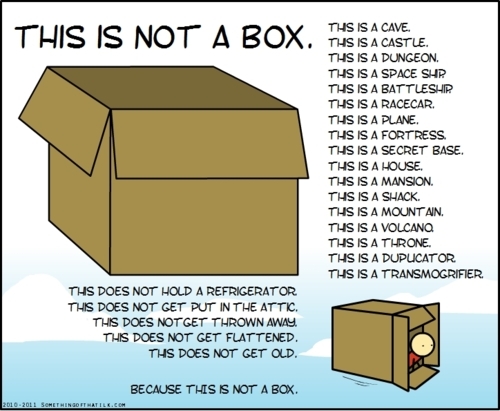 THIS IS NOT A BOX.
THIS IS A CAVE.
THIS IS A CASTLE.
THIS IS A DUNGEON.
THIS IS A SPACE SHIP.
THIS IS A BATTLESHIP.
THIS IS A RACECAR.
THIS IS A PLANE.
THIS IS A FORTRESS.
THIS IS A SECRET BASE.
THIS IS A HOUSE.
THIS IS A MANSION.
THIS IS A SHACK.
THIS IS A MOUNTAIN.
THIS IS A VOLCANO.
THIS IS A THRONE.
THIS IS A DUPLICATOR.
THIS IS A TRANSMOGRIFIER.
THIS DOES NOT HOLD A REFRIGERATOR.
THIS DOES NOT GET PUT IN THE ATTIC.
THIS DOES NOTGET THROWN AWAY.
THIS DOES NOT GET FLATTENED.
THIS DOES NOT GET OLD.
BECAUSE THIS IS NOT A BOX.
2010-2011 SOMETHINGOFTHATILK.COM